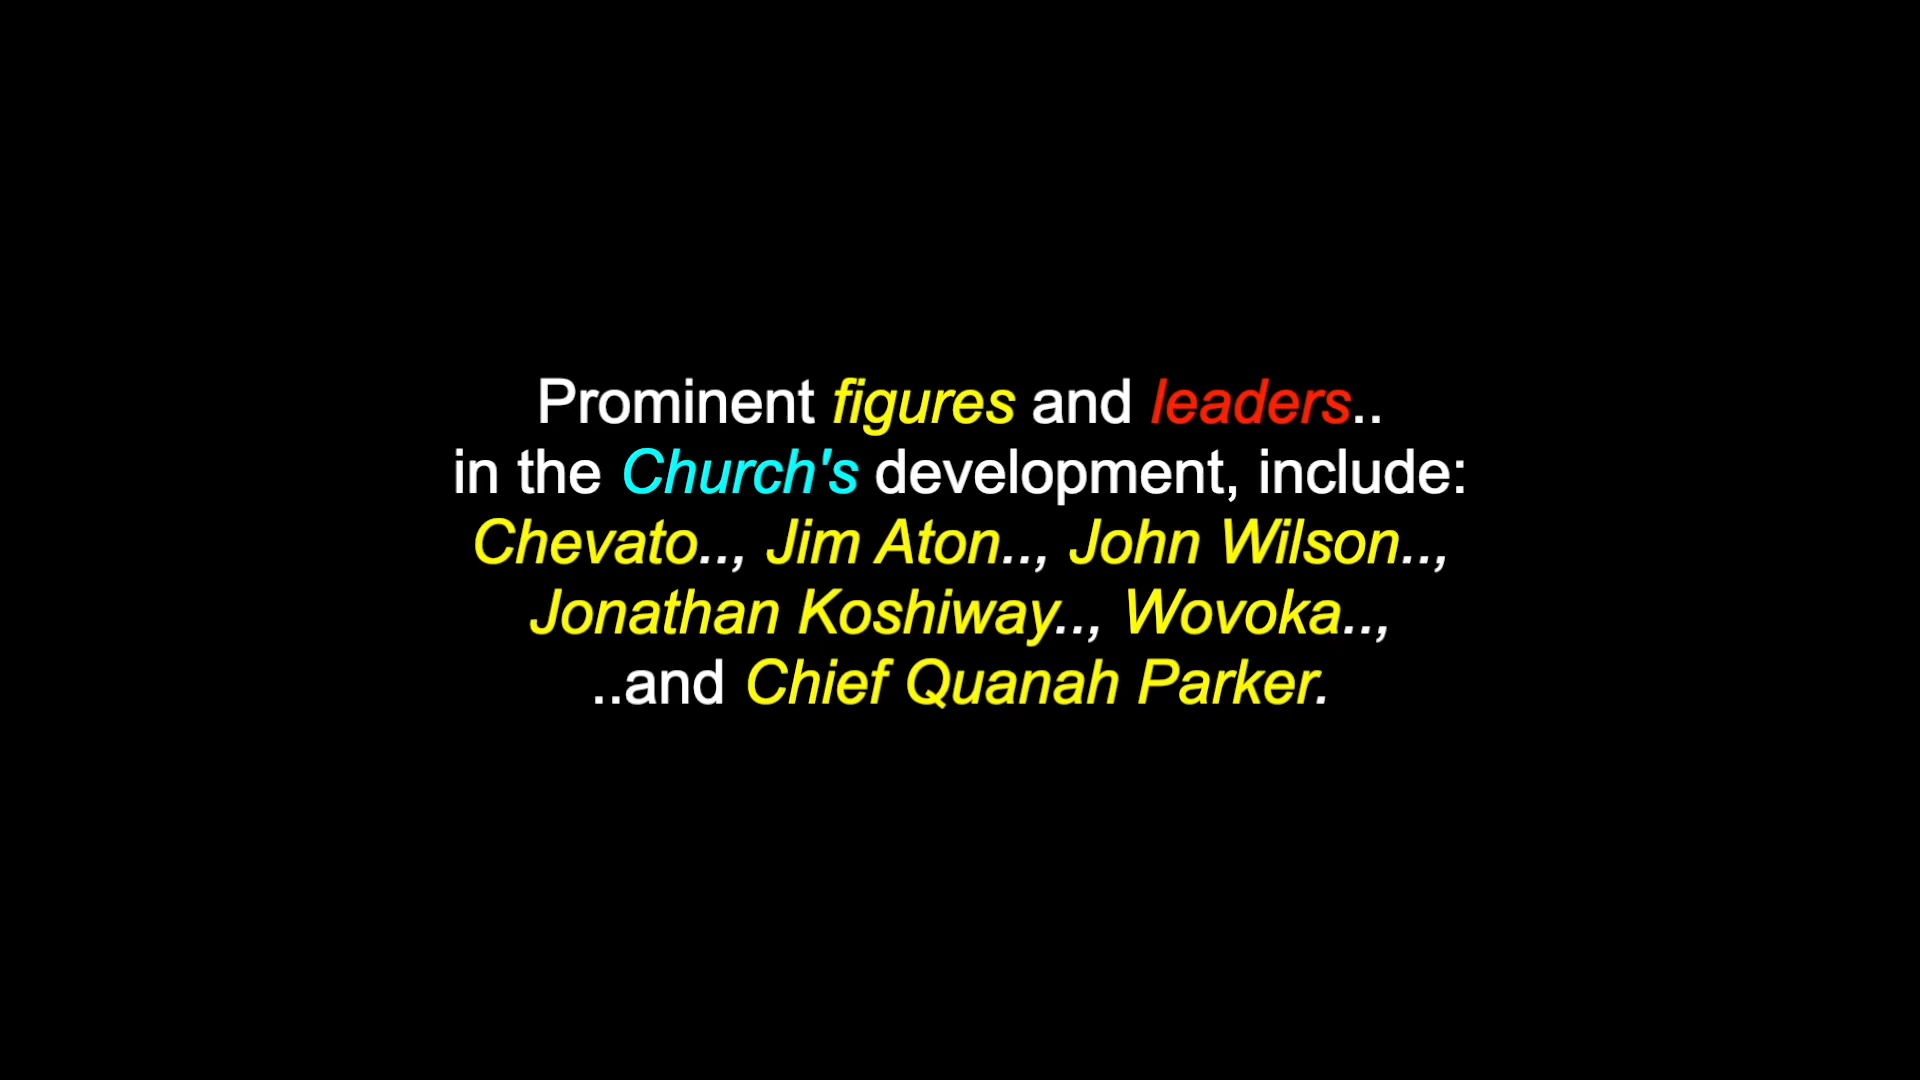 Prominent figures and leaders..
in the Church's development, include:
Chevato.., Jim Aton.., John Wilson..,
Jonathan Koshiway.., Wovoka..,
..and Chief Quanah Parker.